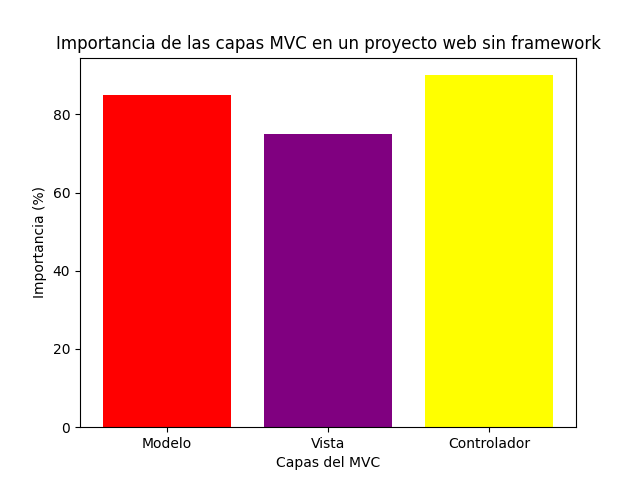 Importancia de las capas MVC en un proyecto web sin framework
Importancia (%)
80
60
40
20
0
Modelo Vista Controlador
Capas del MVC